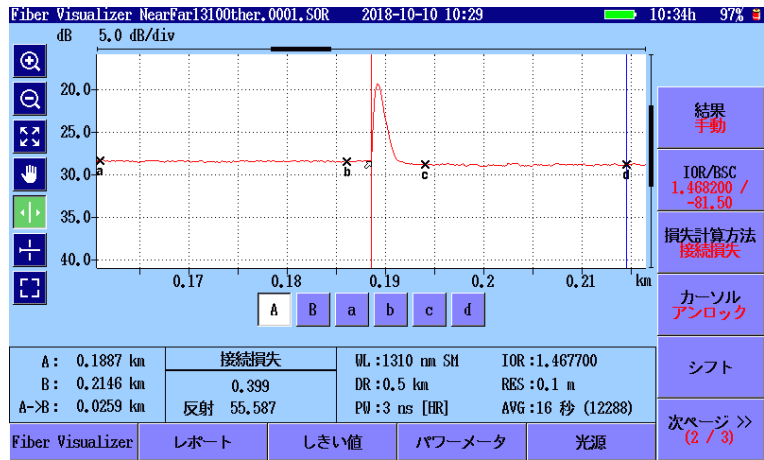 Fiber Visualizer NearFar13100ther.0001.SOR 2018-10-10 10:29 10:34h 97%
dB 5.0 dB/div
20.0
25.0
30.0
35.0
40.0
a b c d
0.17 0.18 0.19 0.2 0.21 km
A B a b c d
結果
手動
IOR/BSC
1.468200 /
-81.50
損失計算方法
接続損失
カーソル
アンロック
シフト
次ページ >>
(2 / 3)
A: 0.1887 km
B: 0.2146 km
A->B: 0.0259 km
接続損失
0.399
反射 55.587
WL:1310 nm SM IOR:1.467700
DR:0.5 km RES:0.1 m
PW:3 ns [HR] AVG:16 秒 (12288)
Fiber Visualizer レポート しきい値 パワーメータ 光源